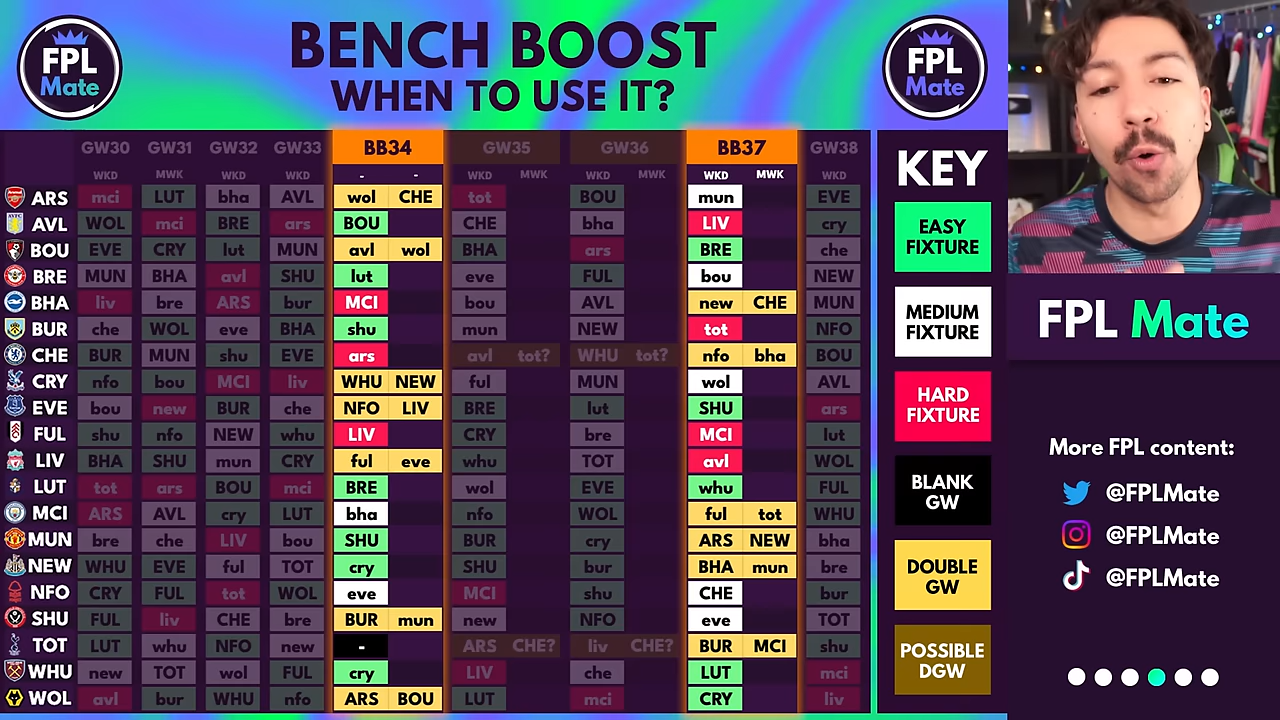 FPL
Mate
BENCH BOOST
WHEN TO USE IT?
FPL
Mate
GW30 GW31 GW32 GW33 BB34 GW35 GW36 BB37 GW38
WKD MWK WKD WKD - - WKD MWK WKD MWK WKD MWK WKD
ARS mci LUT bha AVL wol CHE tot BOU mun EVE
AVL WOL mci BRE ars BOU CHE bha LIV cry
BOU EVE CRY lut MUN avl wol BHA ars BRE che
BRE MUN BHA avl SHU lut eve FUL bou NEW
BHA liv bre ARS bur MCI bou AVL new CHE MUN
BUR che WOL eve BHA shu mun NEW tot NFO
CHE BUR MUN shu EVE ars avl tot? WHU tot? nfo bha BOU
CRY nfo bou MCI liv WHU NEW ful MUN wol AVL
EVE bou new BUR che NFO LIV BRE lut SHU ars
FUL shu nfo NEW whu LIV CRY bre MCI lut
LIV BHA SHU mun CRY ful eve whu TOT avl WOL
LUT tot ars BOU mci BRE wol EVE whu FUL
MCI ARS AVL cry LUT bha nfo WOL ful tot WHU
MUN bre che LIV bou SHU BUR cry ARS NEW bha
NEW WHU EVE ful TOT cry SHU bur BHA mun bre
NFO CRY FUL tot WOL eve MCI shu CHE bur
SHU FUL liv CHE bre BUR mun new NFO eve TOT
TOT LUT whu NFO new - ARS CHE? liv CHE? BUR MCI shu
WHU new TOT wol FUL cry LIV che LUT mci
WOL avl bur WHU nfo ARS BOU LUT mci CRY liv
KEY
EASY
FIXTURE
MEDIUM
FIXTURE
HARD
FIXTURE
BLANK
GW
DOUBLE
GW
POSSIBLE
DGW
FPL Mate
More FPL content:
@FPLMate
@FPLMate
@FPLMate